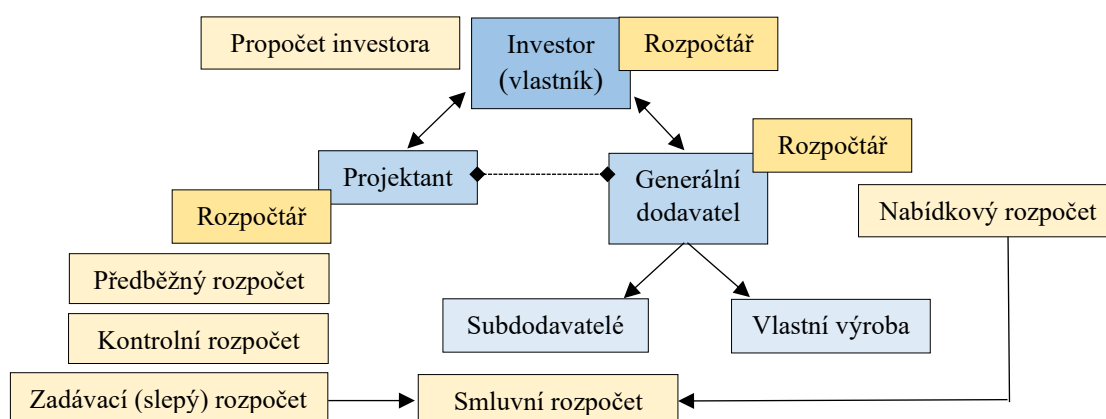 Propočet investora
Investor
(vlastník)
Rozpočtář
Projektant
Rozpočtář
Generální
dodavatel
Rozpočtář
Nabídkový rozpočet
Předběžný rozpočet
Kontrolní rozpočet
Subdodavatelé
Vlastní výroba
Zadávací (slepý) rozpočet
Smluvní rozpočet